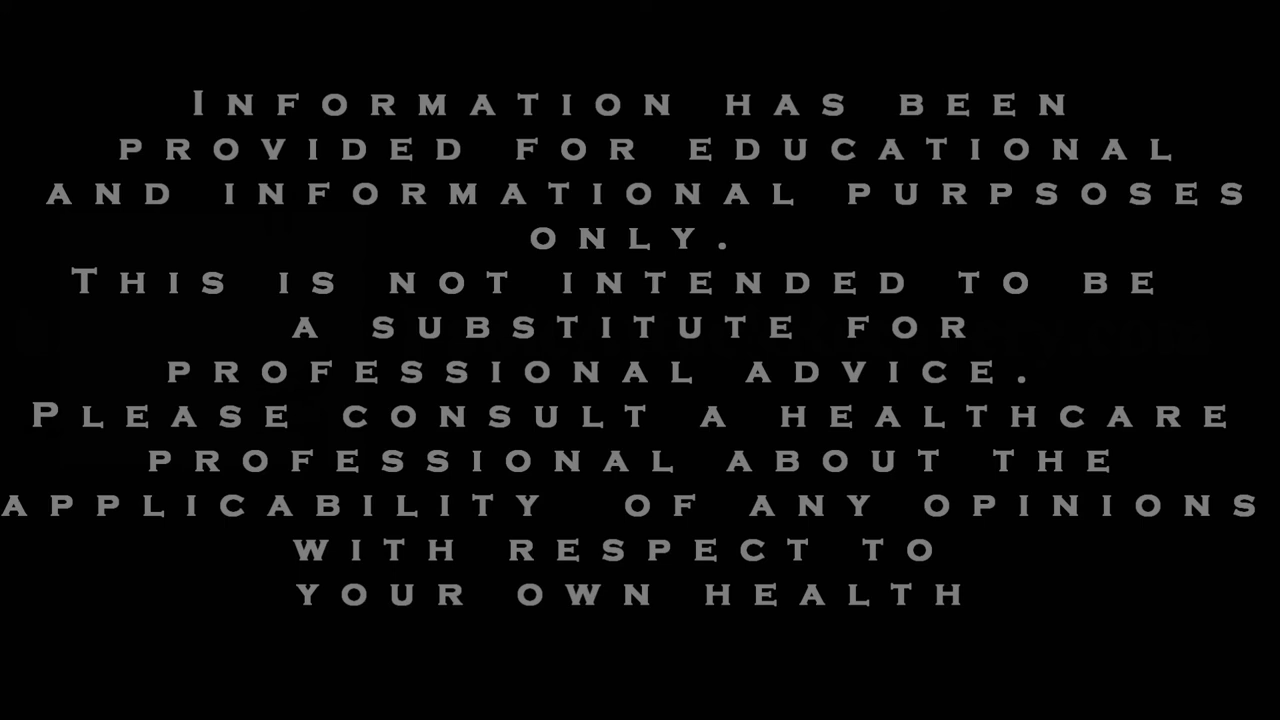 Information has been
provided for educational
and informational purpsoses
only.
This is not intended to be
a substitute for
professional advice.
Please consult a healthcare
professional about the
applicability of any opinions
with respect to
your own health